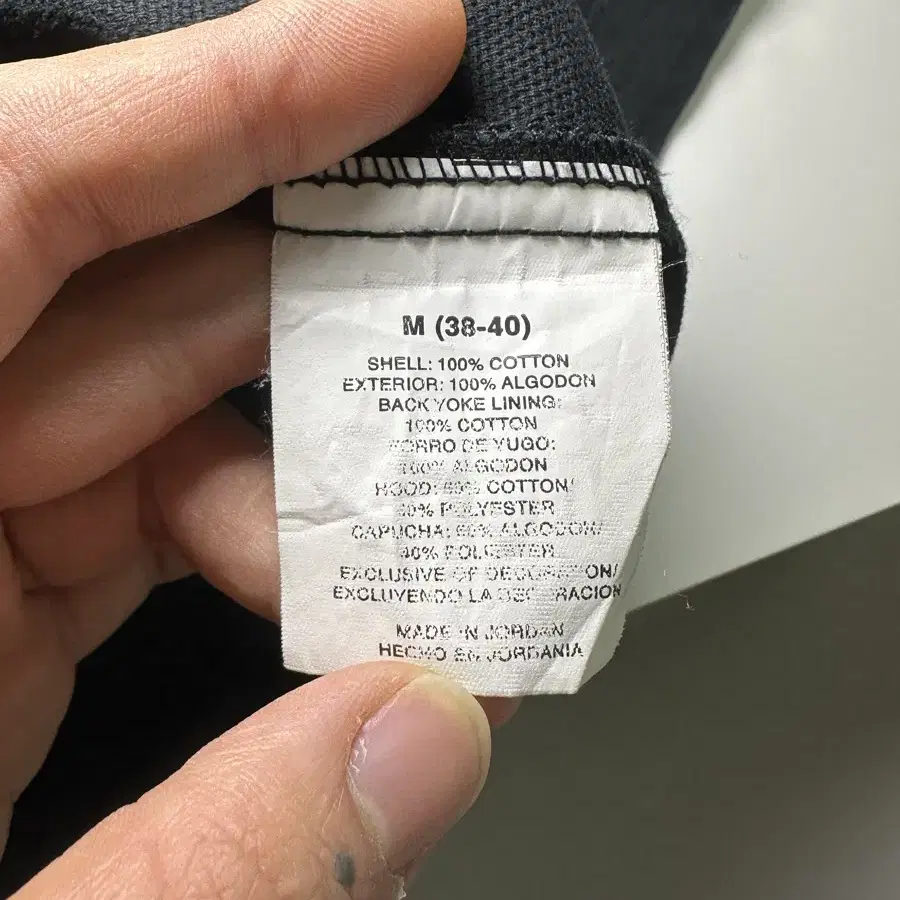 M (38-40)
SHELL: 100% COTTON
EXTERIOR: 100% ALGODON
BACK YOKE LINING:
100% COTTON
FORRO DE YUGO:
100% ALGODON
HOOD: 60% COTTON/
40% POLYESTER
CAPUCHA: 60% ALGODON/
40% POLIESTER
EXCLUSIVE OF DECORATION/
EXCLUYENDO LA DECORACION
MADE IN JORDAN
HECHO EN JORDANIA